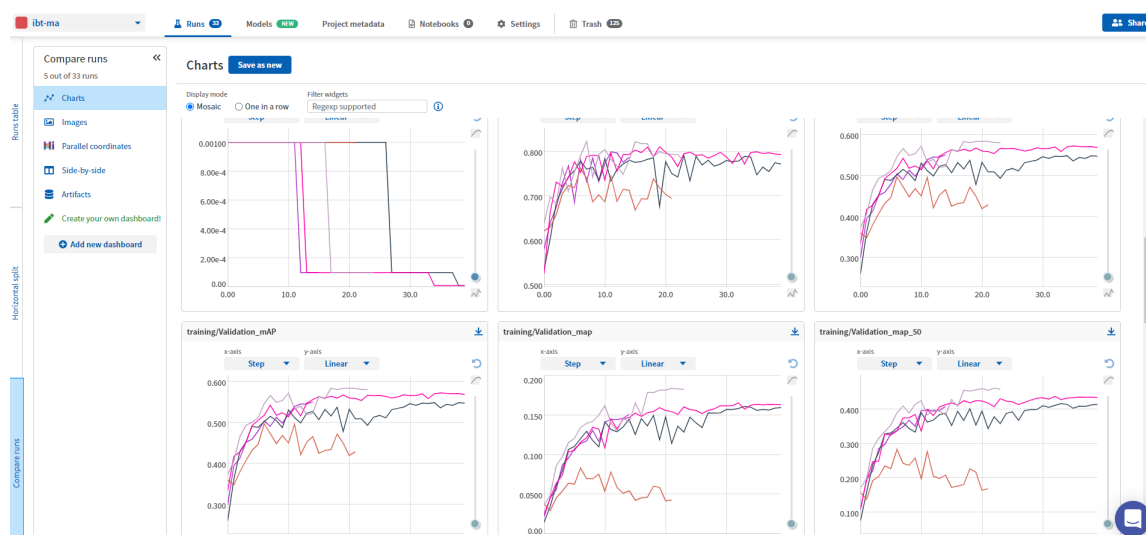 ibt-ma
Runs 33
Models NEW
Project metadata
Notebooks 0
Settings
Trash 125
Share
Compare runs
5 out of 33 runs
Charts
Images
Parallel coordinates
Side-by-side
Artifacts
Create your own dashboard!
Add new dashboard
Runs table
Horizontal split
Compare runs
Charts
Save as new
Display mode
Mosaic
One in a row
Filter widgets
Regexp supported
Step
Linear
0.00100
8.00e-4
6.00e-4
4.00e-4
2.00e-4
0.00
0.00
10.0
20.0
30.0
Step
Linear
0.800
0.700
0.600
0.500
0.00
10.0
20.0
30.0
Step
Linear
0.600
0.500
0.400
0.300
0.00
10.0
20.0
30.0
training/Validation_mAP
x-axis
y-axis
Step
Linear
0.600
0.500
0.400
0.300
training/Validation_map
x-axis
y-axis
Step
Linear
0.200
0.150
0.100
0.0500
0.00
training/Validation_map_50
x-axis
y-axis
Step
Linear
0.400
0.300
0.200
0.100